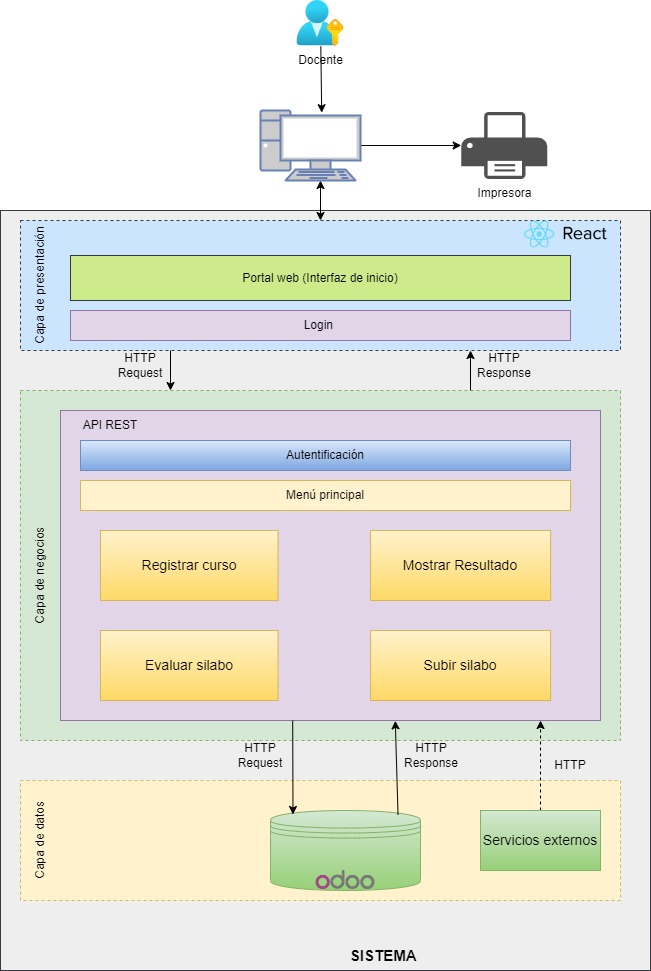 Docente
Impresora
Capa de presentación
React
Portal web (Interfaz de inicio)
Login
HTTP
Request
HTTP
Response
Capa de negocios
API REST
Autentificación
Menú principal
Registrar curso
Mostrar Resultado
Evaluar silabo
Subir silabo
HTTP
Request
HTTP
Response
HTTP
Capa de datos
odoo
Servicios externos
SISTEMA